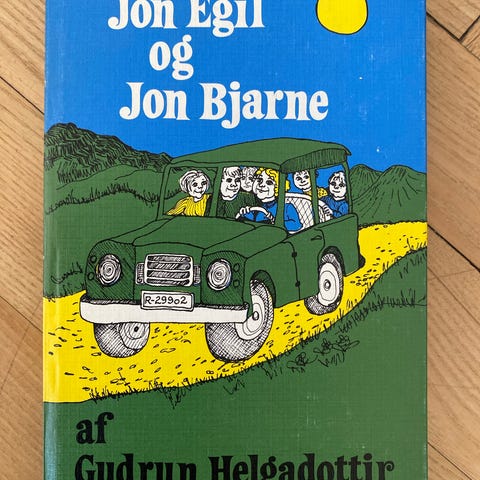 Jon Egil
og
Jon Bjarne
R-29902
af
Gudrun Helgadottir